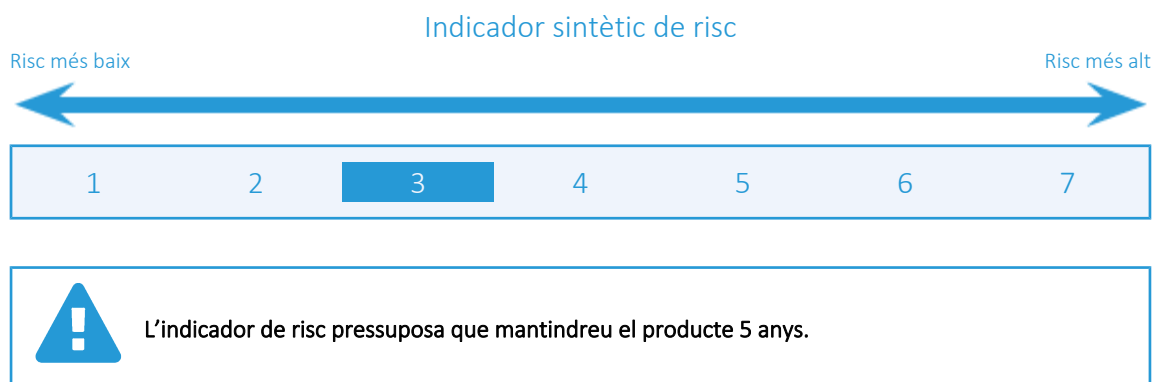 Indicador sintètic de risc
Risc més baix Risc més alt
1 2 3 4 5 6 7
L’indicador de risc pressuposa que mantindreu el producte 5 anys.